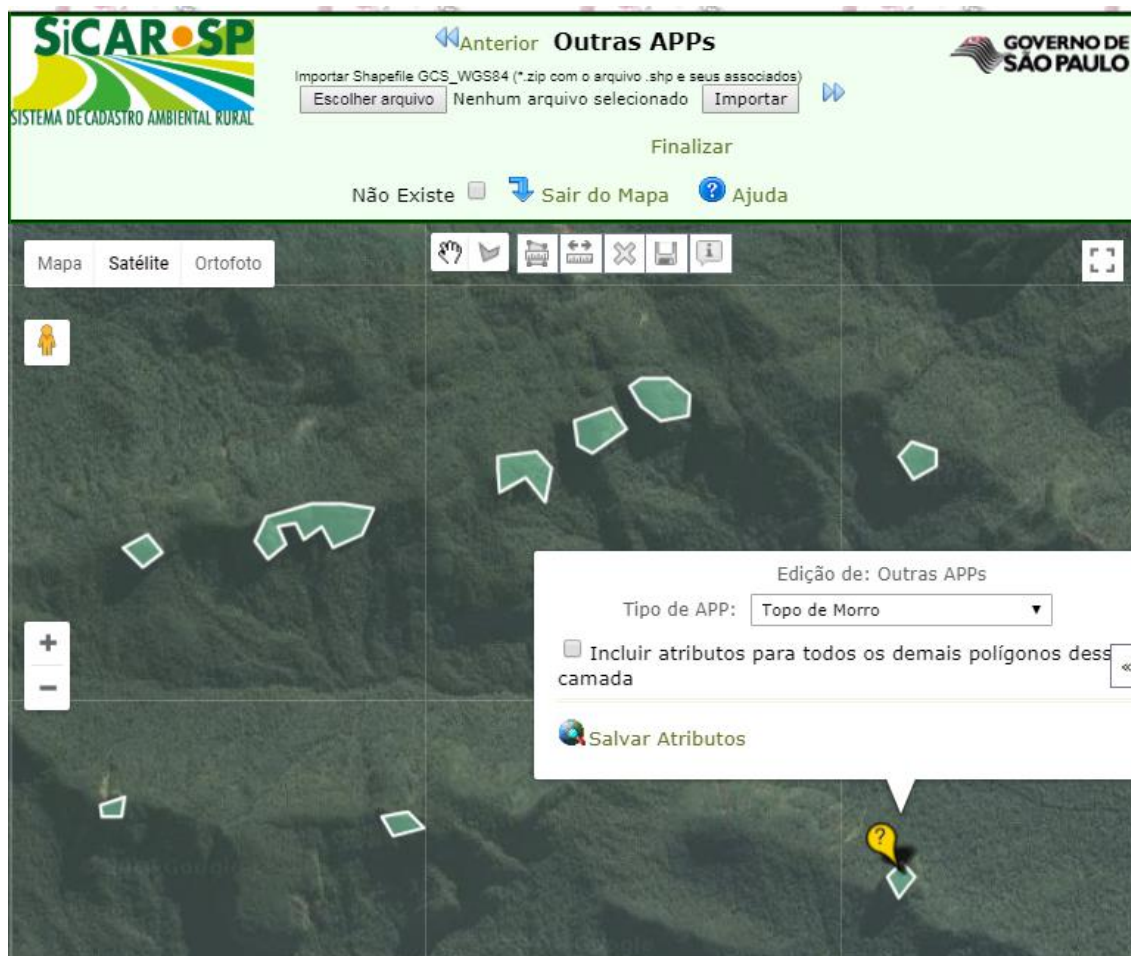 SiCAR SP
SISTEMA DE CADASTRO AMBIENTAL RURAL
Anterior Outras APPs
GOVERNO DE
SÃO PAULO
Importar Shapefile GCS_WGS84 (*.zip com o arquivo .shp e seus associados)
Escolher arquivo Nenhum arquivo selecionado Importar
Finalizar
Não Existe Sair do Mapa ? Ajuda
Mapa Satélite Ortofoto
Edição de: Outras APPs
Tipo de APP: Topo de Morro
Incluir atributos para todos os demais polígonos dess
camada
«
Salvar Atributos
?